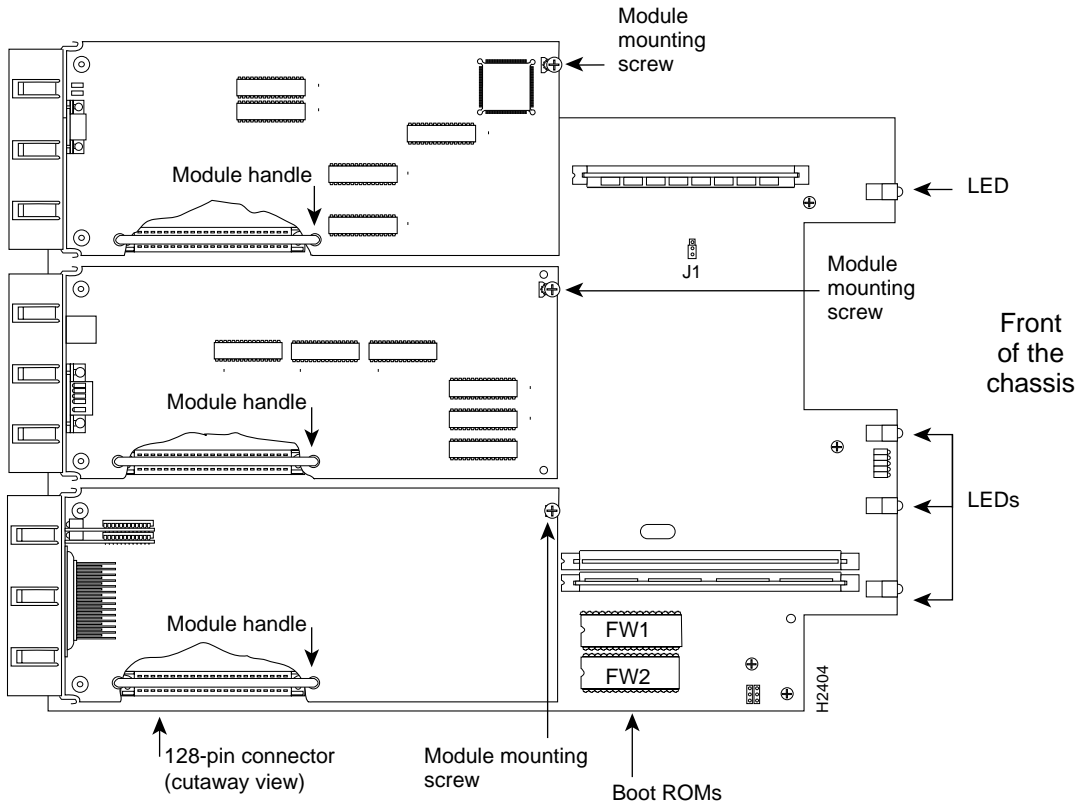 Module
mounting
screw
Module handle
LED
J1
Module
mounting
screw
Front
of the
chassis
Module handle
LEDs
Module handle
FW1
FW2
H2404
128-pin connector
(cutaway view)
Module mounting
screw
Boot ROMs